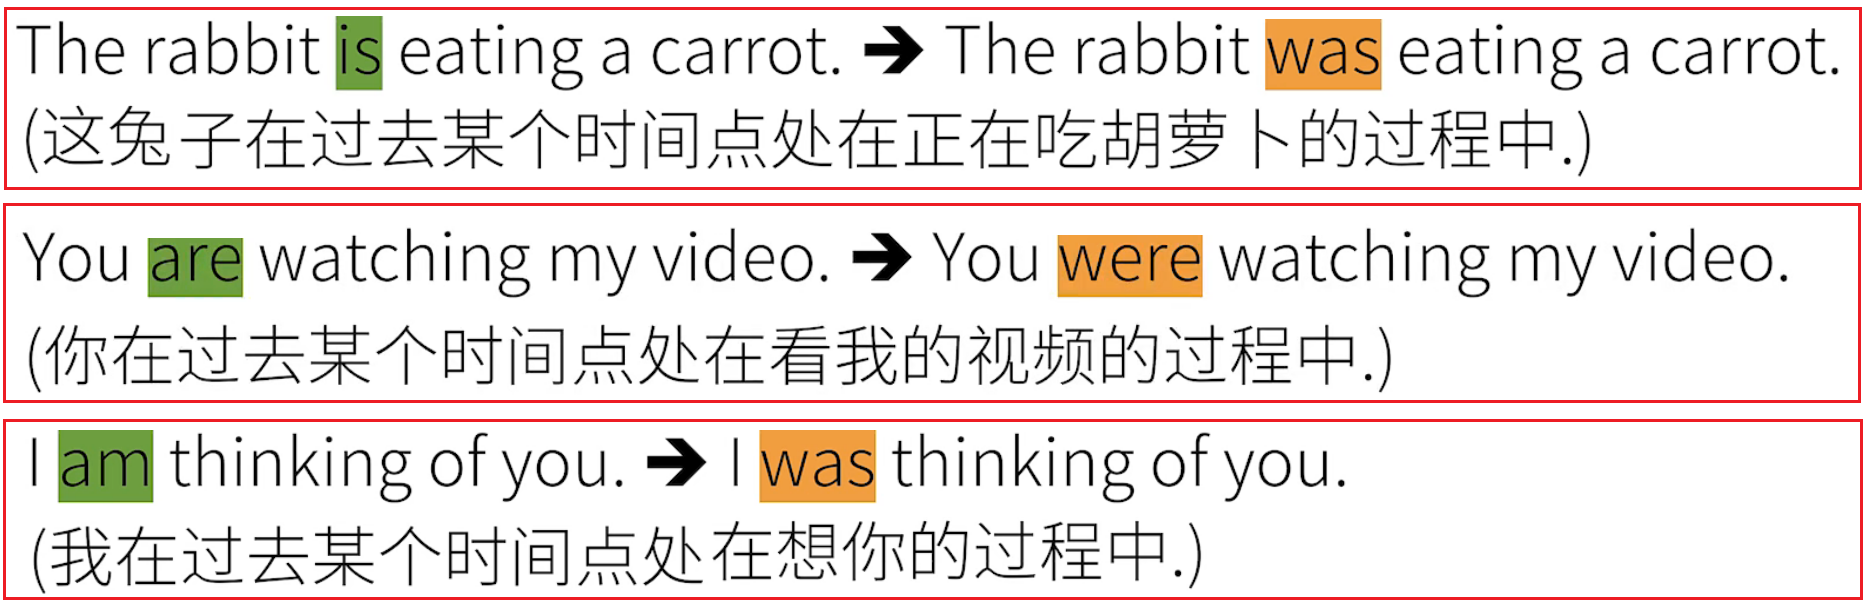 The rabbit is eating a carrot. ➔ The rabbit was eating a carrot.
(这兔子在过去某个时间点处在正在吃胡萝卜的过程中.)
You are watching my video. ➔ You were watching my video.
(你在过去某个时间点处在看我的视频的过程中.)
I am thinking of you. ➔ I was thinking of you.
(我在过去某个时间点处在想你的过程中.)